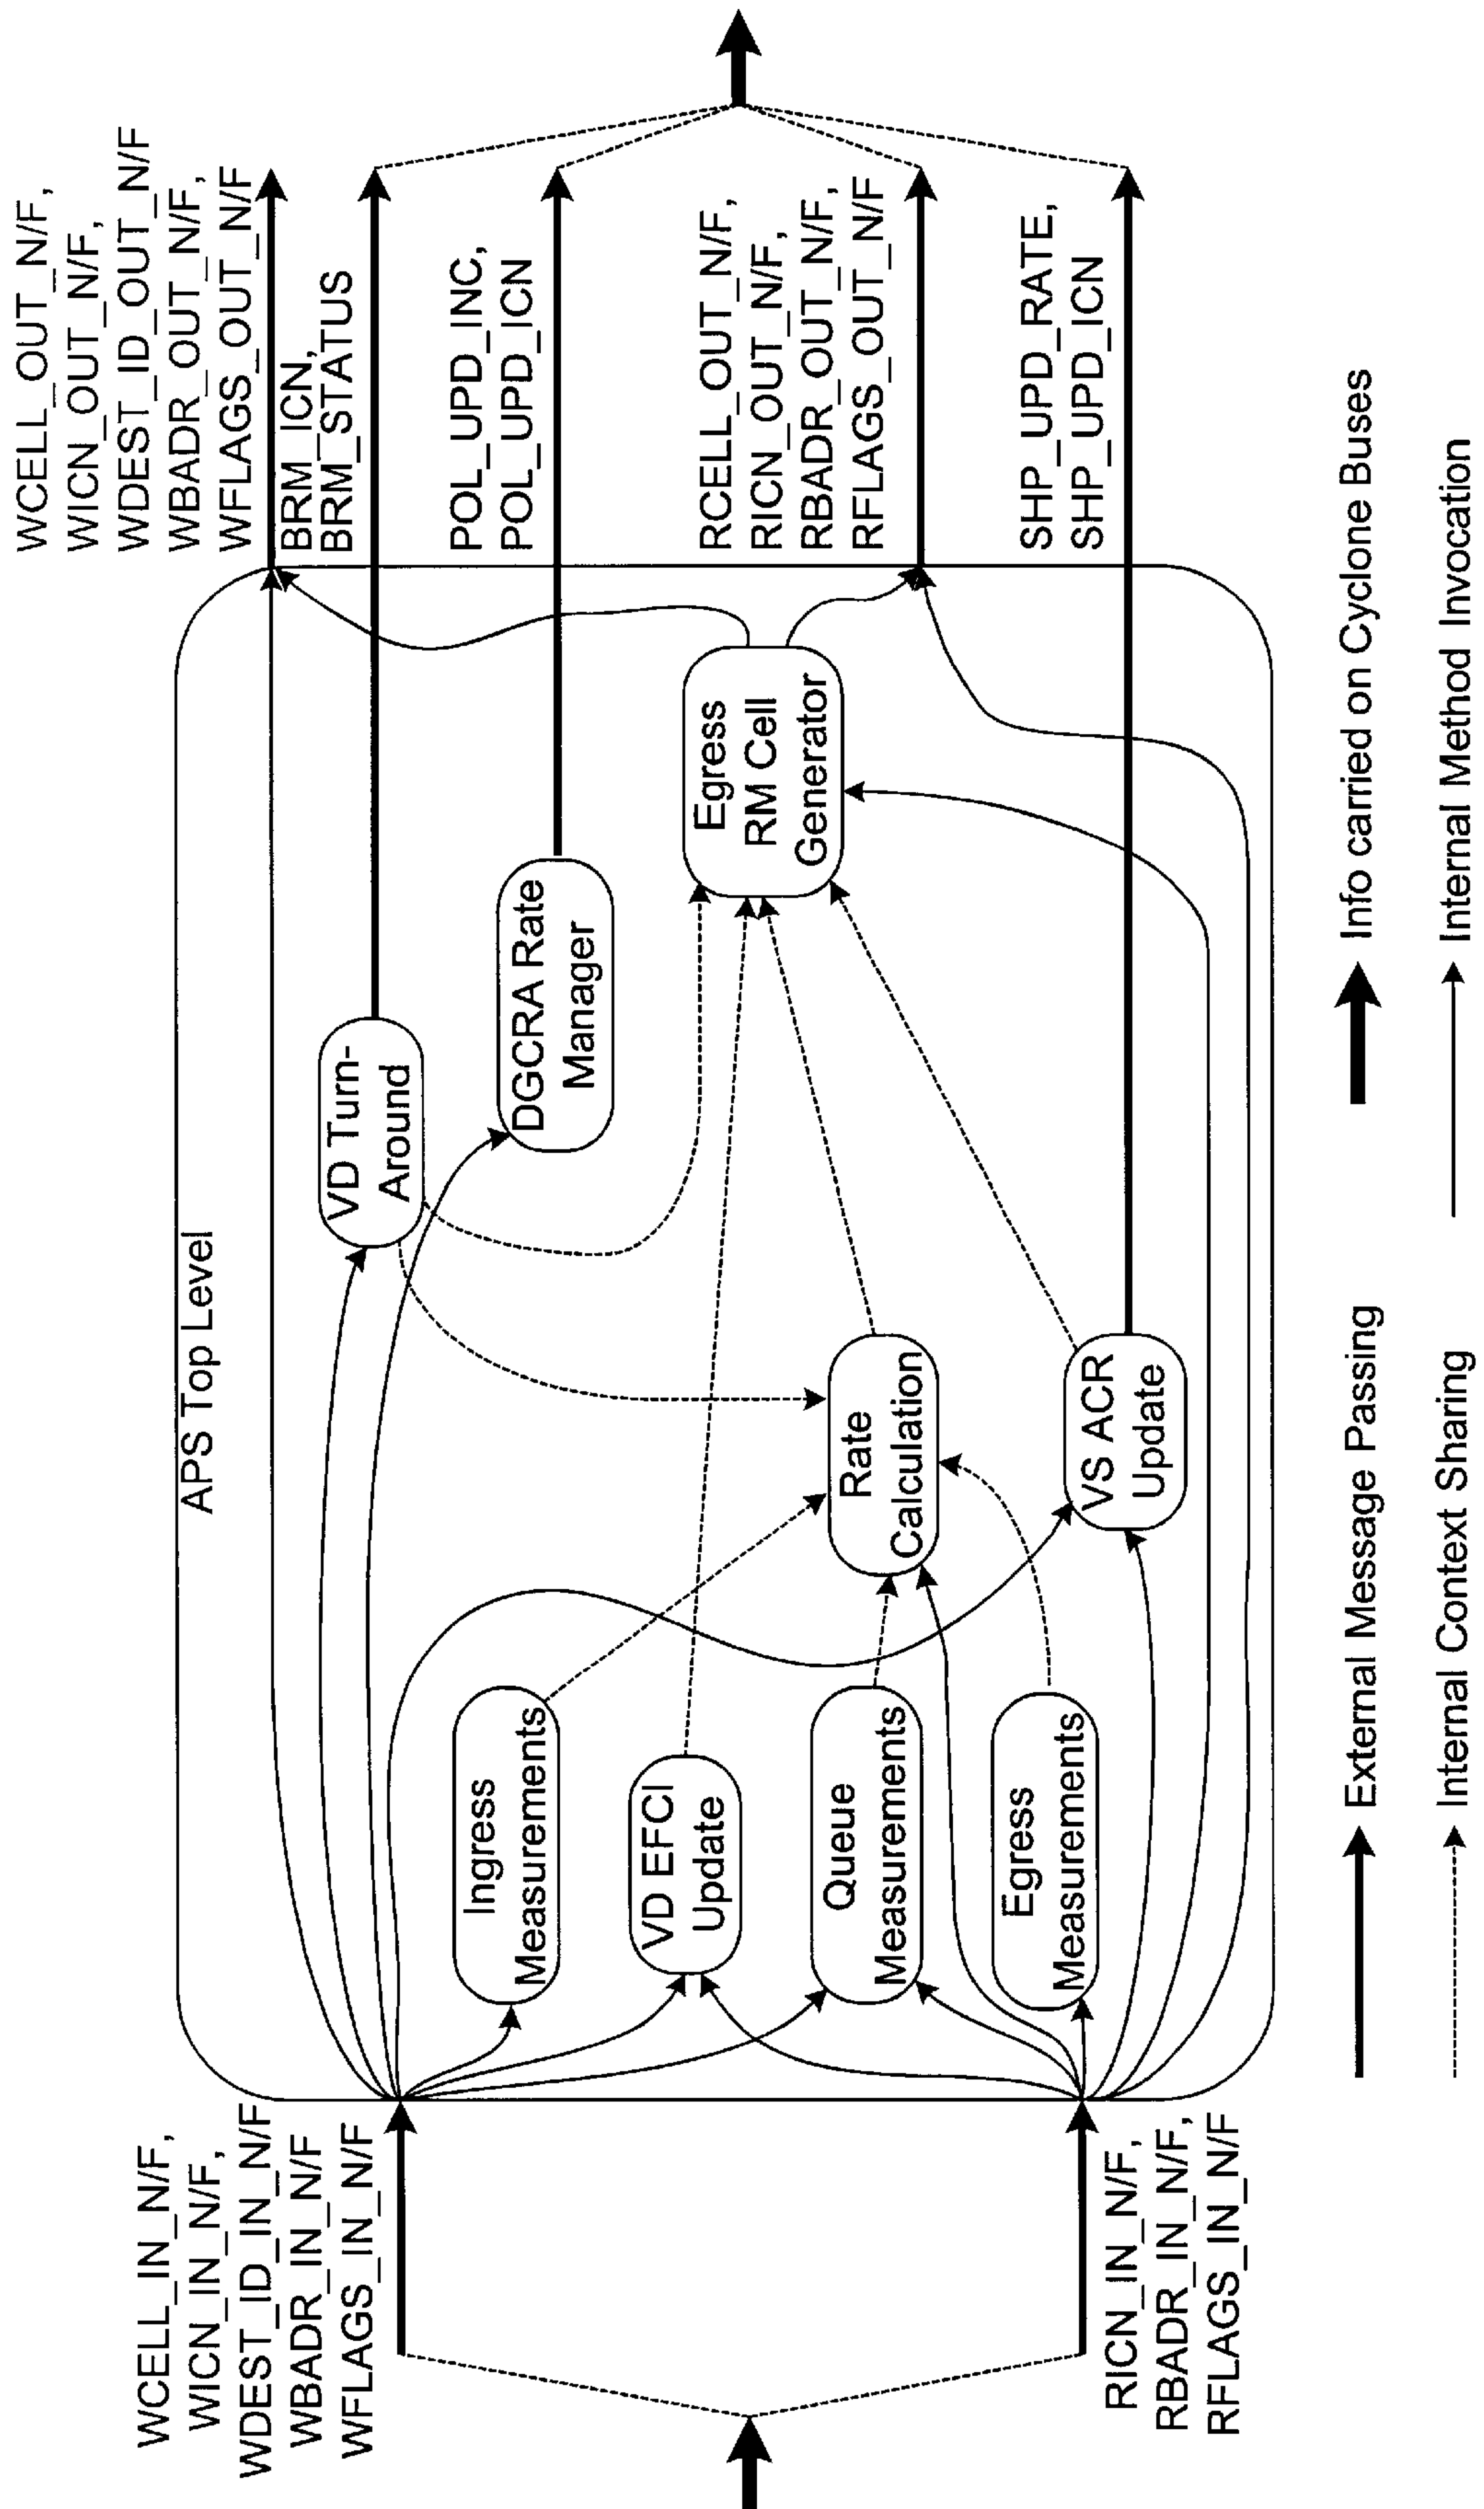 APS Top Level
WCELL_IN_N/F,
WICN_IN_N/F,
WDEST_ID_IN_N/F
WBADR_IN_N/F
WFLAGS_IN_N/F
RICN_IN_N/F,
RBADR_IN_N/F,
RFLAGS_IN_N/F
Ingress
Measurements
VD EFCI
Update
Queue
Measurements
Egress
Measurements
VD Turn-
Around
Rate
Calculation
VS ACR
Update
DGCRA Rate
Manager
Egress
RM Cell
Generator
WCELL_OUT_N/F,
WICN_OUT_N/F,
WDEST_ID_OUT_N/F
WBADR_OUT_N/F,
WFLAGS_OUT_N/F
BRM_ICN,
BRM_STATUS
POL_UPD_INC,
POL_UPD_ICN
RCELL_OUT_N/F,
RICN_OUT_N/F,
RBADR_OUT_N/F,
RFLAGS_OUT_N/F
SHP_UPD_RATE,
SHP_UPD_ICN
External Message Passing
Info carried on Cyclone Buses
Internal Context Sharing
Internal Method Invocation